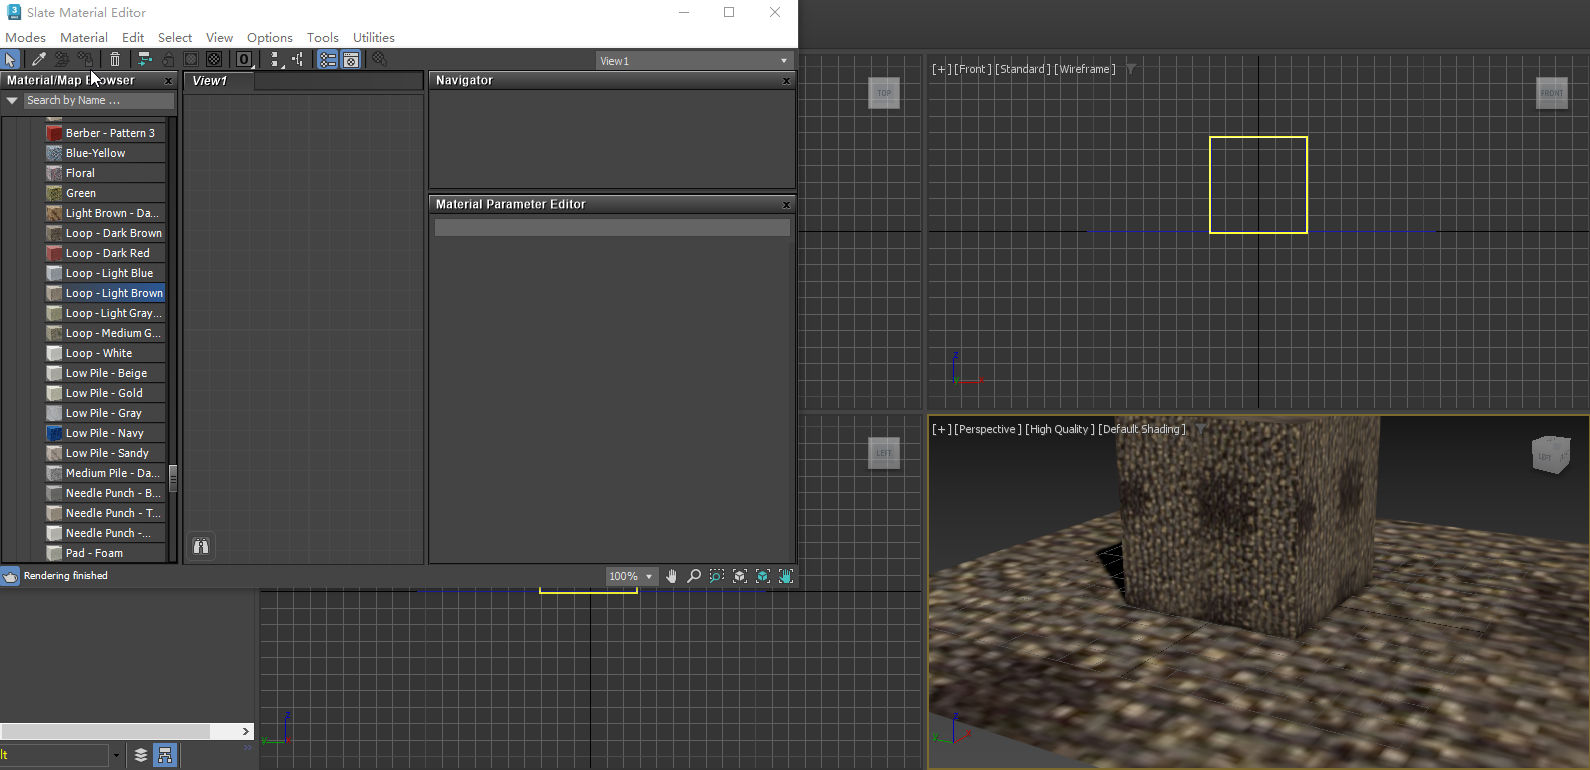 Slate Material Editor
Modes Material Edit Select View Options Tools Utilities
View1
Material/Map Browser
Search by Name ...
Berber - Pattern 3
Blue-Yellow
Floral
Green
Light Brown - Da...
Loop - Dark Brown
Loop - Dark Red
Loop - Light Blue
Loop - Light Brown
Loop - Light Gray...
Loop - Medium G...
Loop - White
Low Pile - Beige
Low Pile - Gold
Low Pile - Gray
Low Pile - Navy
Low Pile - Sandy
Medium Pile - Da...
Needle Punch - B...
Needle Punch - T...
Needle Punch -...
Pad - Foam
View1
Navigator
Material Parameter Editor
Rendering finished
100%
TOP
[+] [Front ] [Standard ] [Wireframe ]
FRONT
z
x
y
LEFT
[+] [Perspective ] [High Quality ] [Default Shading ]
LEFT
z
y
x
z
y
x
lt